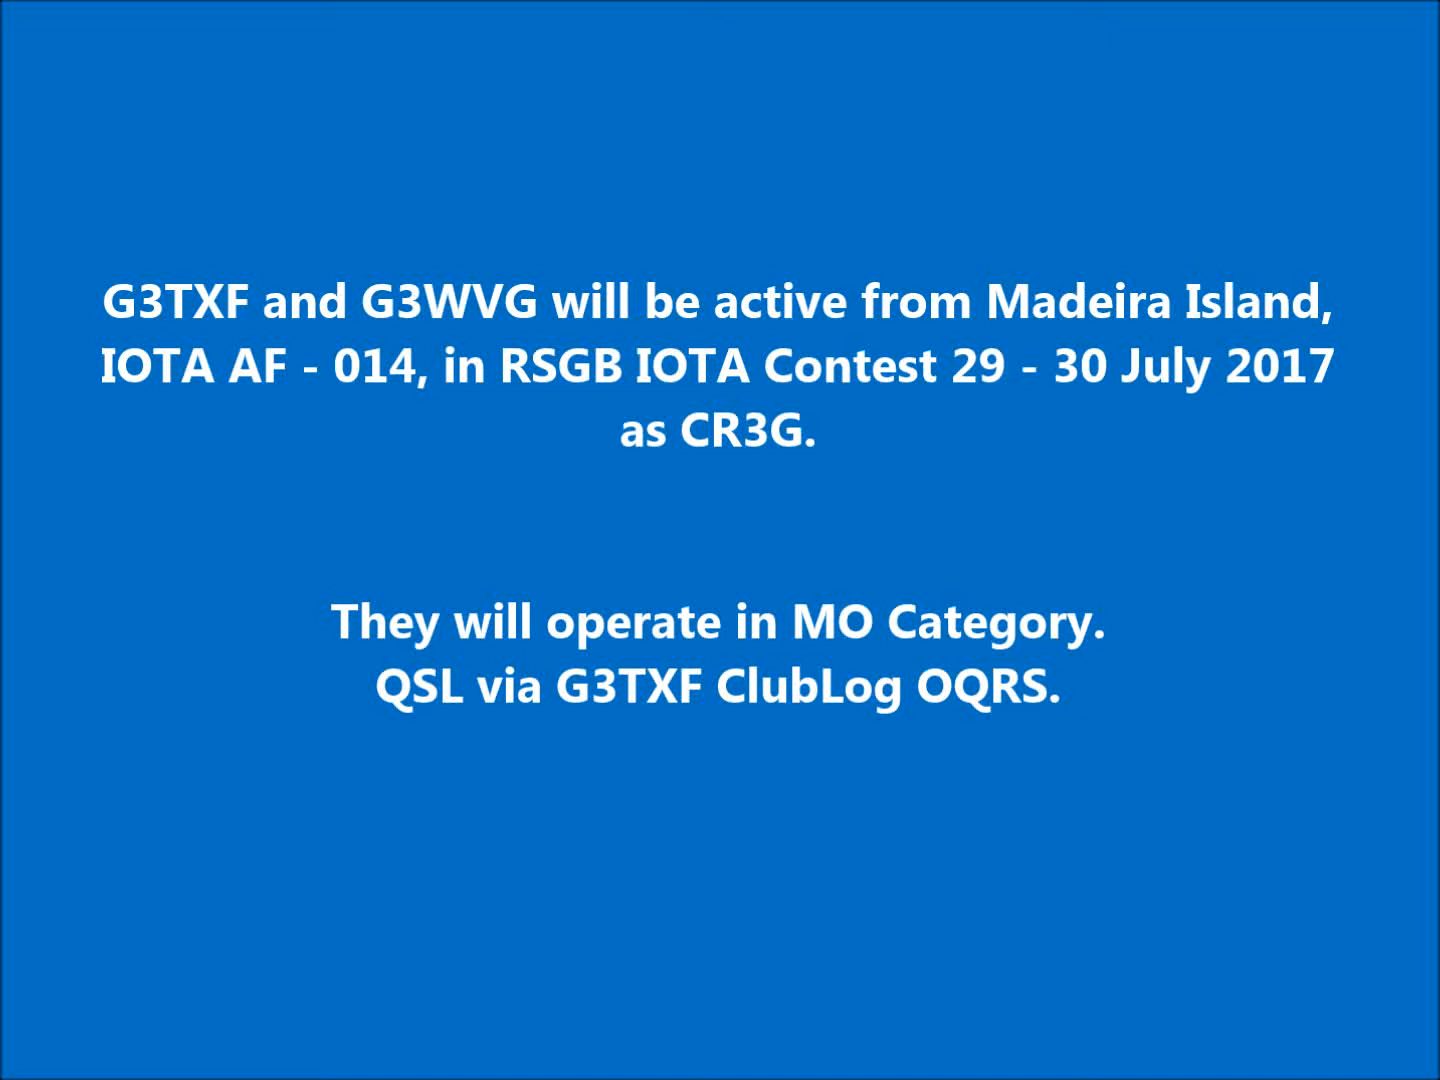 G3TXF and G3WVG will be active from Madeira Island,
IOTA AF - 014, in RSGB IOTA Contest 29 - 30 July 2017
as CR3G.
They will operate in MO Category.
QSL via G3TXF ClubLog OQRS.